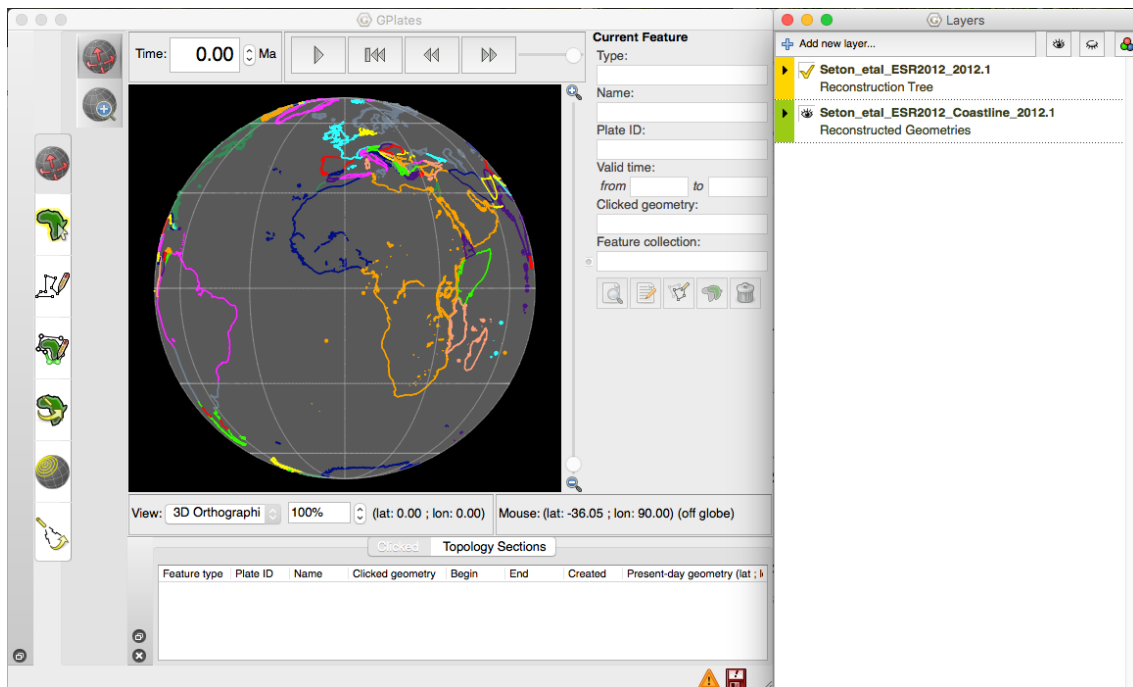 GPlates
Layers
Time: 0.00 Ma
Current Feature
Type:
Name:
Plate ID:
Valid time:
from to
Clicked geometry:
Feature collection:
Add new layer...
Seton_etal_ESR2012_2012.1
Reconstruction Tree
Seton_etal_ESR2012_Coastline_2012.1
Reconstructed Geometries
View: 3D Orthographi 100% (lat: 0.00 ; lon: 0.00) Mouse: (lat: -36.05 ; lon: 90.00) (off globe)
Clicked Topology Sections
Feature type Plate ID Name Clicked geometry Begin End Created Present-day geometry (lat ; l